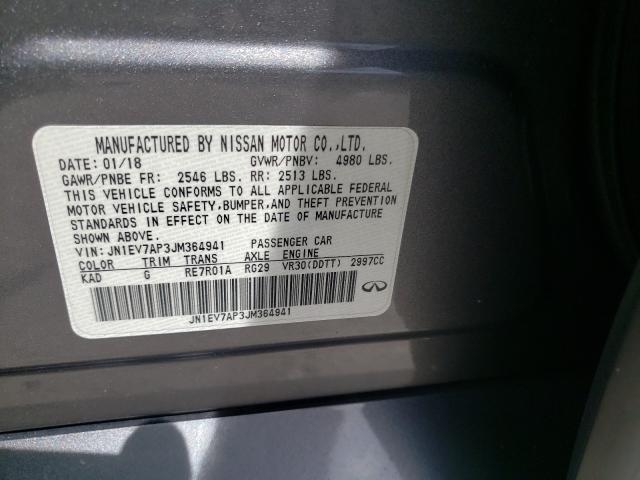 MANUFACTURED BY NISSAN MOTOR CO.,LTD.
DATE: 01/18 GVWR/PNBV: 4980 LBS.
GAWR/PNBE FR: 2546 LBS. RR: 2513 LBS.
THIS VEHICLE CONFORMS TO ALL APPLICABLE FEDERAL
MOTOR VEHICLE SAFETY,BUMPER,AND THEFT PREVENTION
STANDARDS IN EFFECT ON THE DATE OF MANUFACTURE
SHOWN ABOVE.
VIN: JN1EV7AP3JM364941 PASSENGER CAR
COLOR TRIM TRANS AXLE ENGINE
KAD G RE7R01A RG29 VR30(DDTT) 2997CC
JN1EV7AP3JM364941